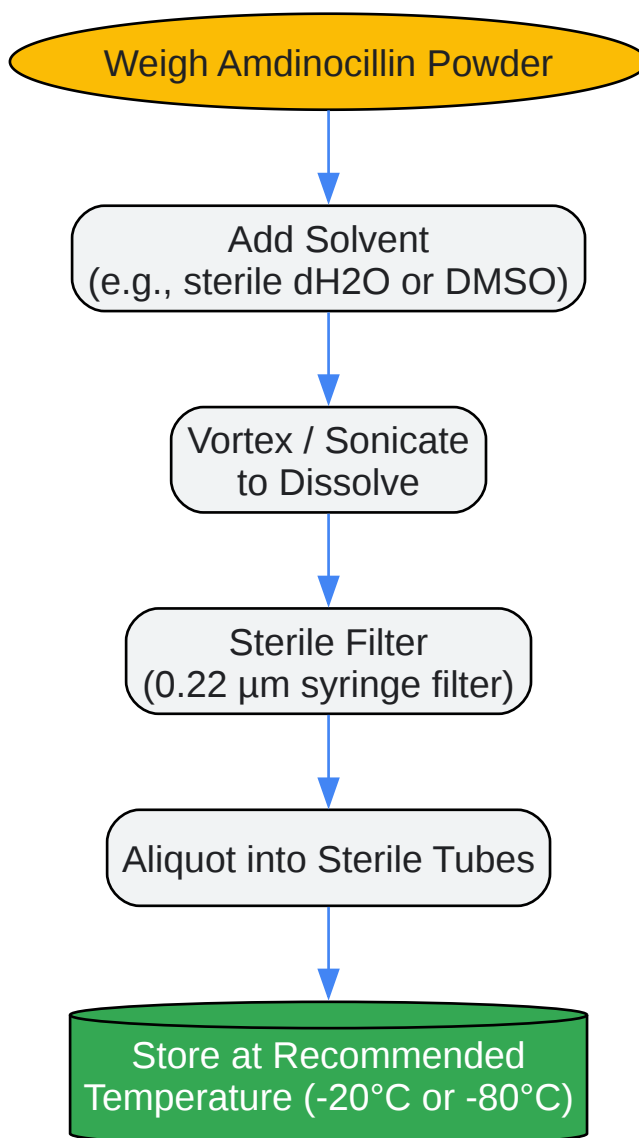 Weigh Amdinocillin Powder
Add Solvent
(e.g., sterile dH2O or DMSO)
Vortex / Sonicate
to Dissolve
Sterile Filter
(0.22 µm syringe filter)
Aliquot into Sterile Tubes
Store at Recommended
Temperature (-20°C or -80°C)